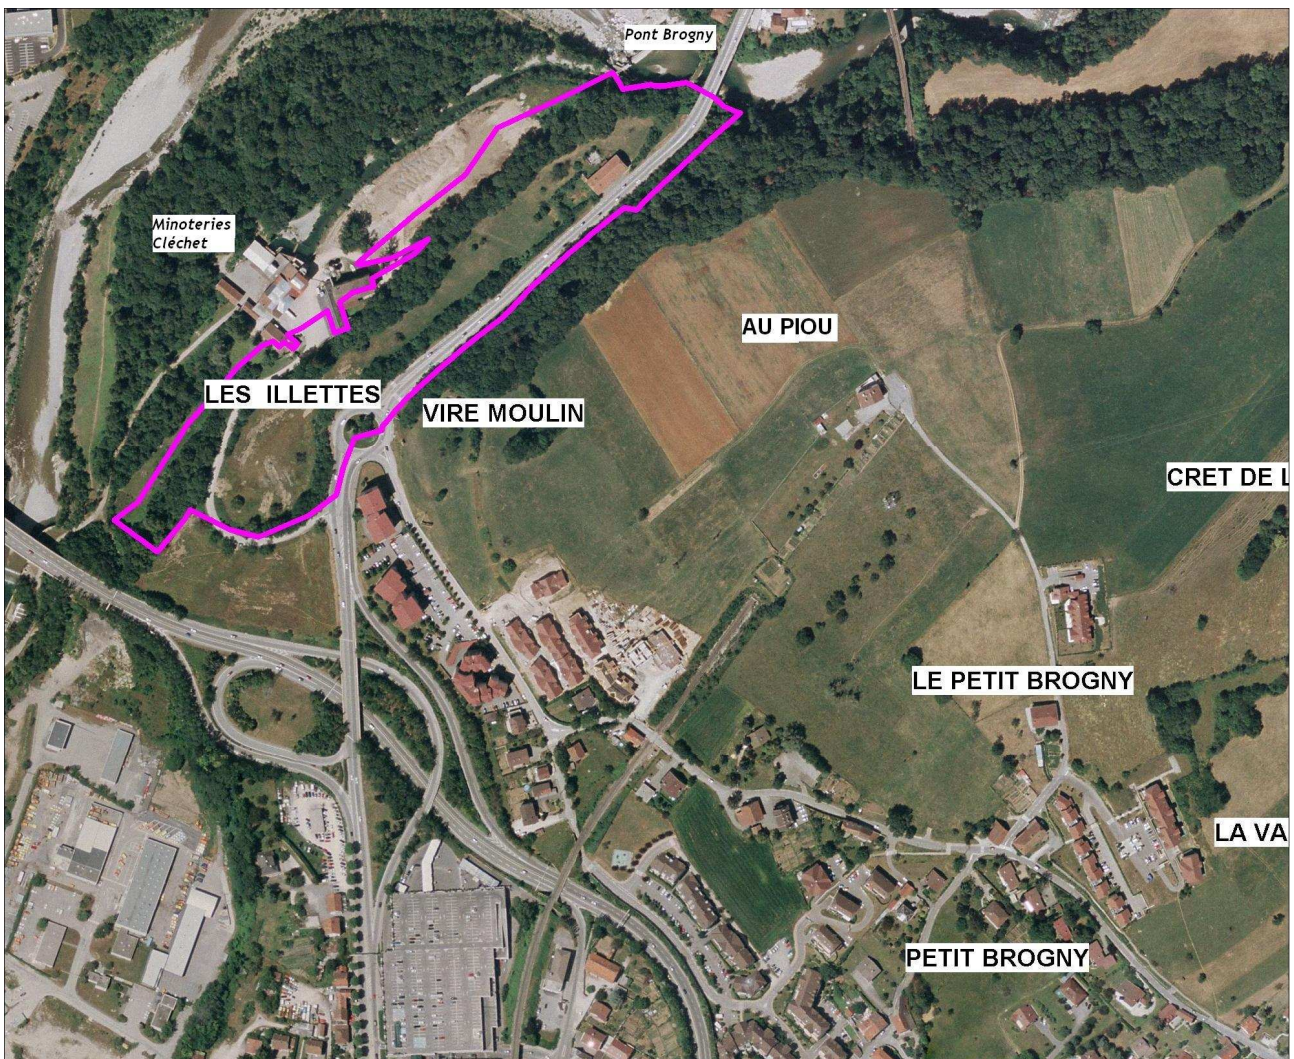 Pont Brogny
Minoteries
Cléchet
AU PIOU
LES ILLETTES
VIRE MOULIN
CRET DE L
LE PETIT BROGNY
LA VA
PETIT BROGNY